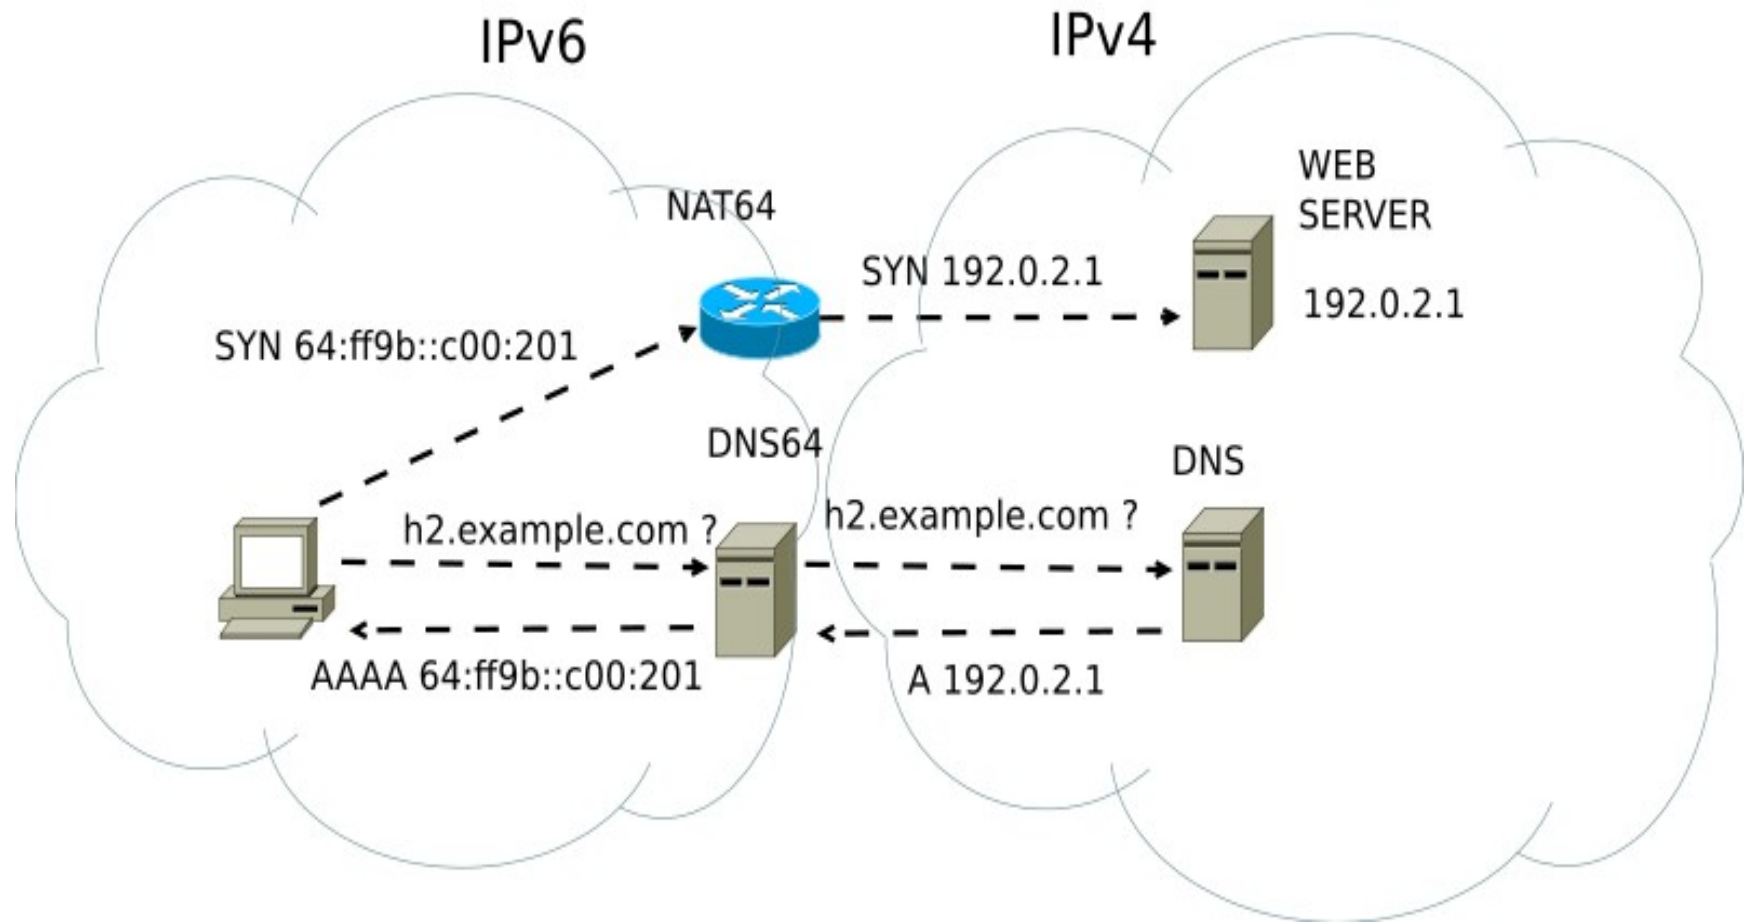 IPv6
IPv4
NAT64
WEB
SERVER
SYN 192.0.2.1
192.0.2.1
SYN 64:ff9b::c00:201
DNS64
DNS
h2.example.com ?
h2.example.com ?
AAAA 64:ff9b::c00:201
A 192.0.2.1